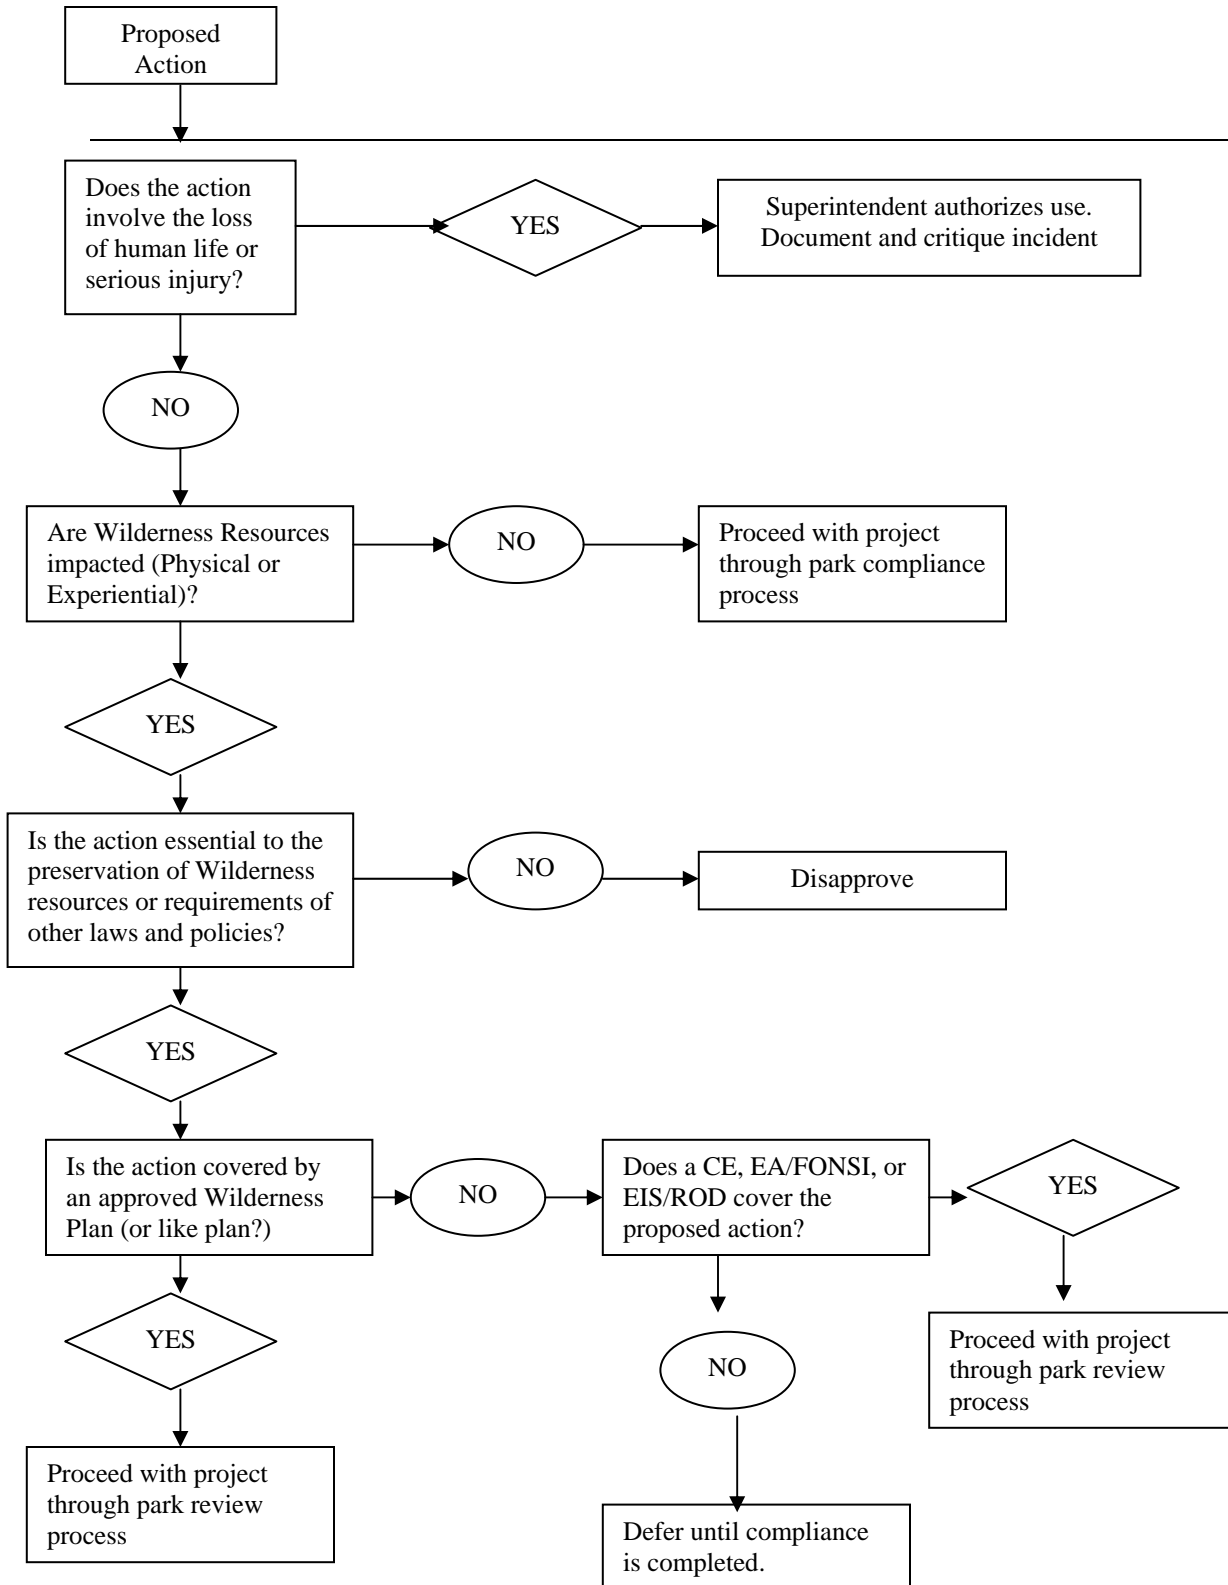 Proposed
Action
Does the action
involve the loss
of human life or
serious injury?
YES
Superintendent authorizes use.
Document and critique incident
NO
Are Wilderness Resources
impacted (Physical or
Experiential)?
NO
Proceed with project
through park compliance
process
YES
Is the action essential to the
preservation of Wilderness
resources or requirements of
other laws and policies?
NO
Disapprove
YES
Is the action covered by
an approved Wilderness
Plan (or like plan?)
NO
Does a CE, EA/FONSI, or
EIS/ROD cover the
proposed action?
YES
YES
NO
Proceed with project
through park review
process
Proceed with project
through park review
process
Defer until compliance
is completed.